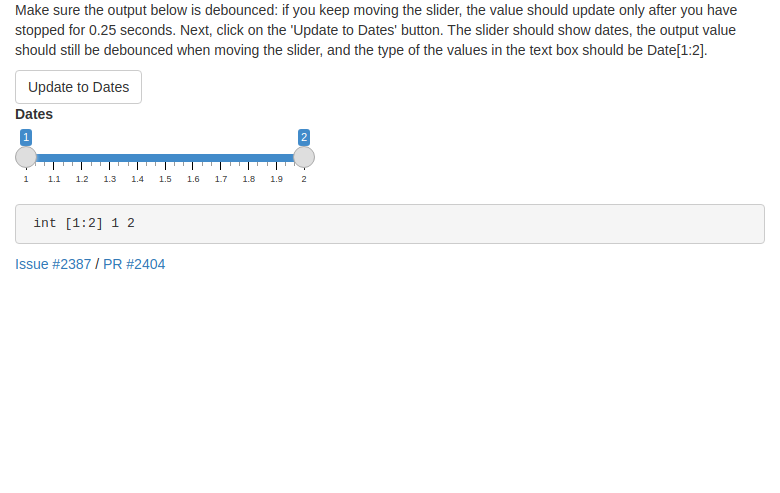 Make sure the output below is debounced: if you keep moving the slider, the value should update only after you have
stopped for 0.25 seconds. Next, click on the 'Update to Dates' button. The slider should show dates, the output value
should still be debounced when moving the slider, and the type of the values in the text box should be Date[1:2].
Update to Dates
Dates
1 2
1 1.1 1.2 1.3 1.4 1.5 1.6 1.7 1.8 1.9 2
int [1:2] 1 2
Issue #2387 / PR #2404